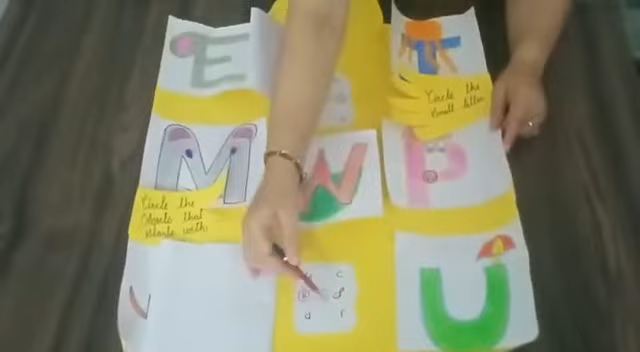 E
Circle the
small letter
M
P
Circle the
objects that
starts with
U
c
a
r